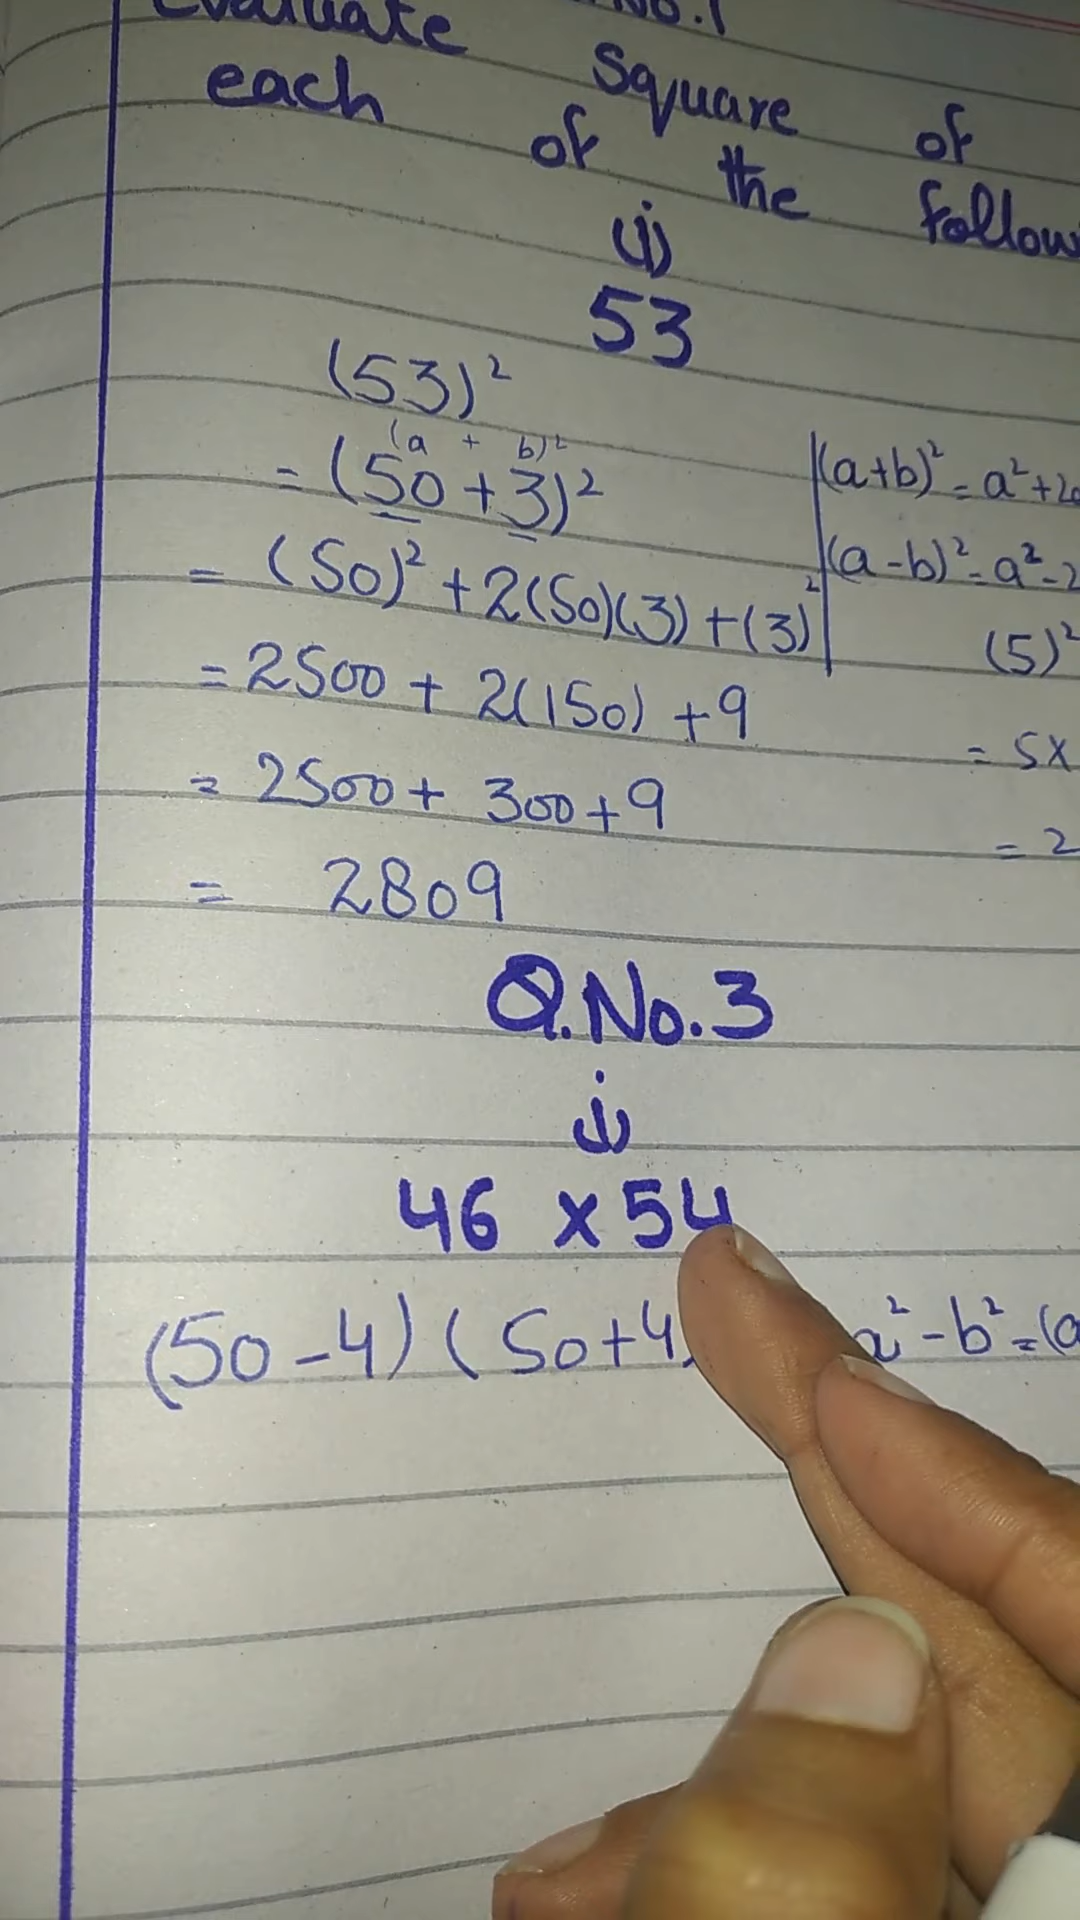 Evaluate Square of
each of the follow
(i)
53
(53)²
(a + b)²
= (50 + 3)²
= (50)² + 2(50)(3) + (3)²
= 2500 + 2(150) + 9
= 2500 + 300 + 9
= 2809
(a+b)² = a² + 2
(a-b)² = a² - 2
(5)²
= 5x
= 2
Q.No.3
(i)
46 x 54
(50 - 4) (50 + 4)
a² - b² = (a